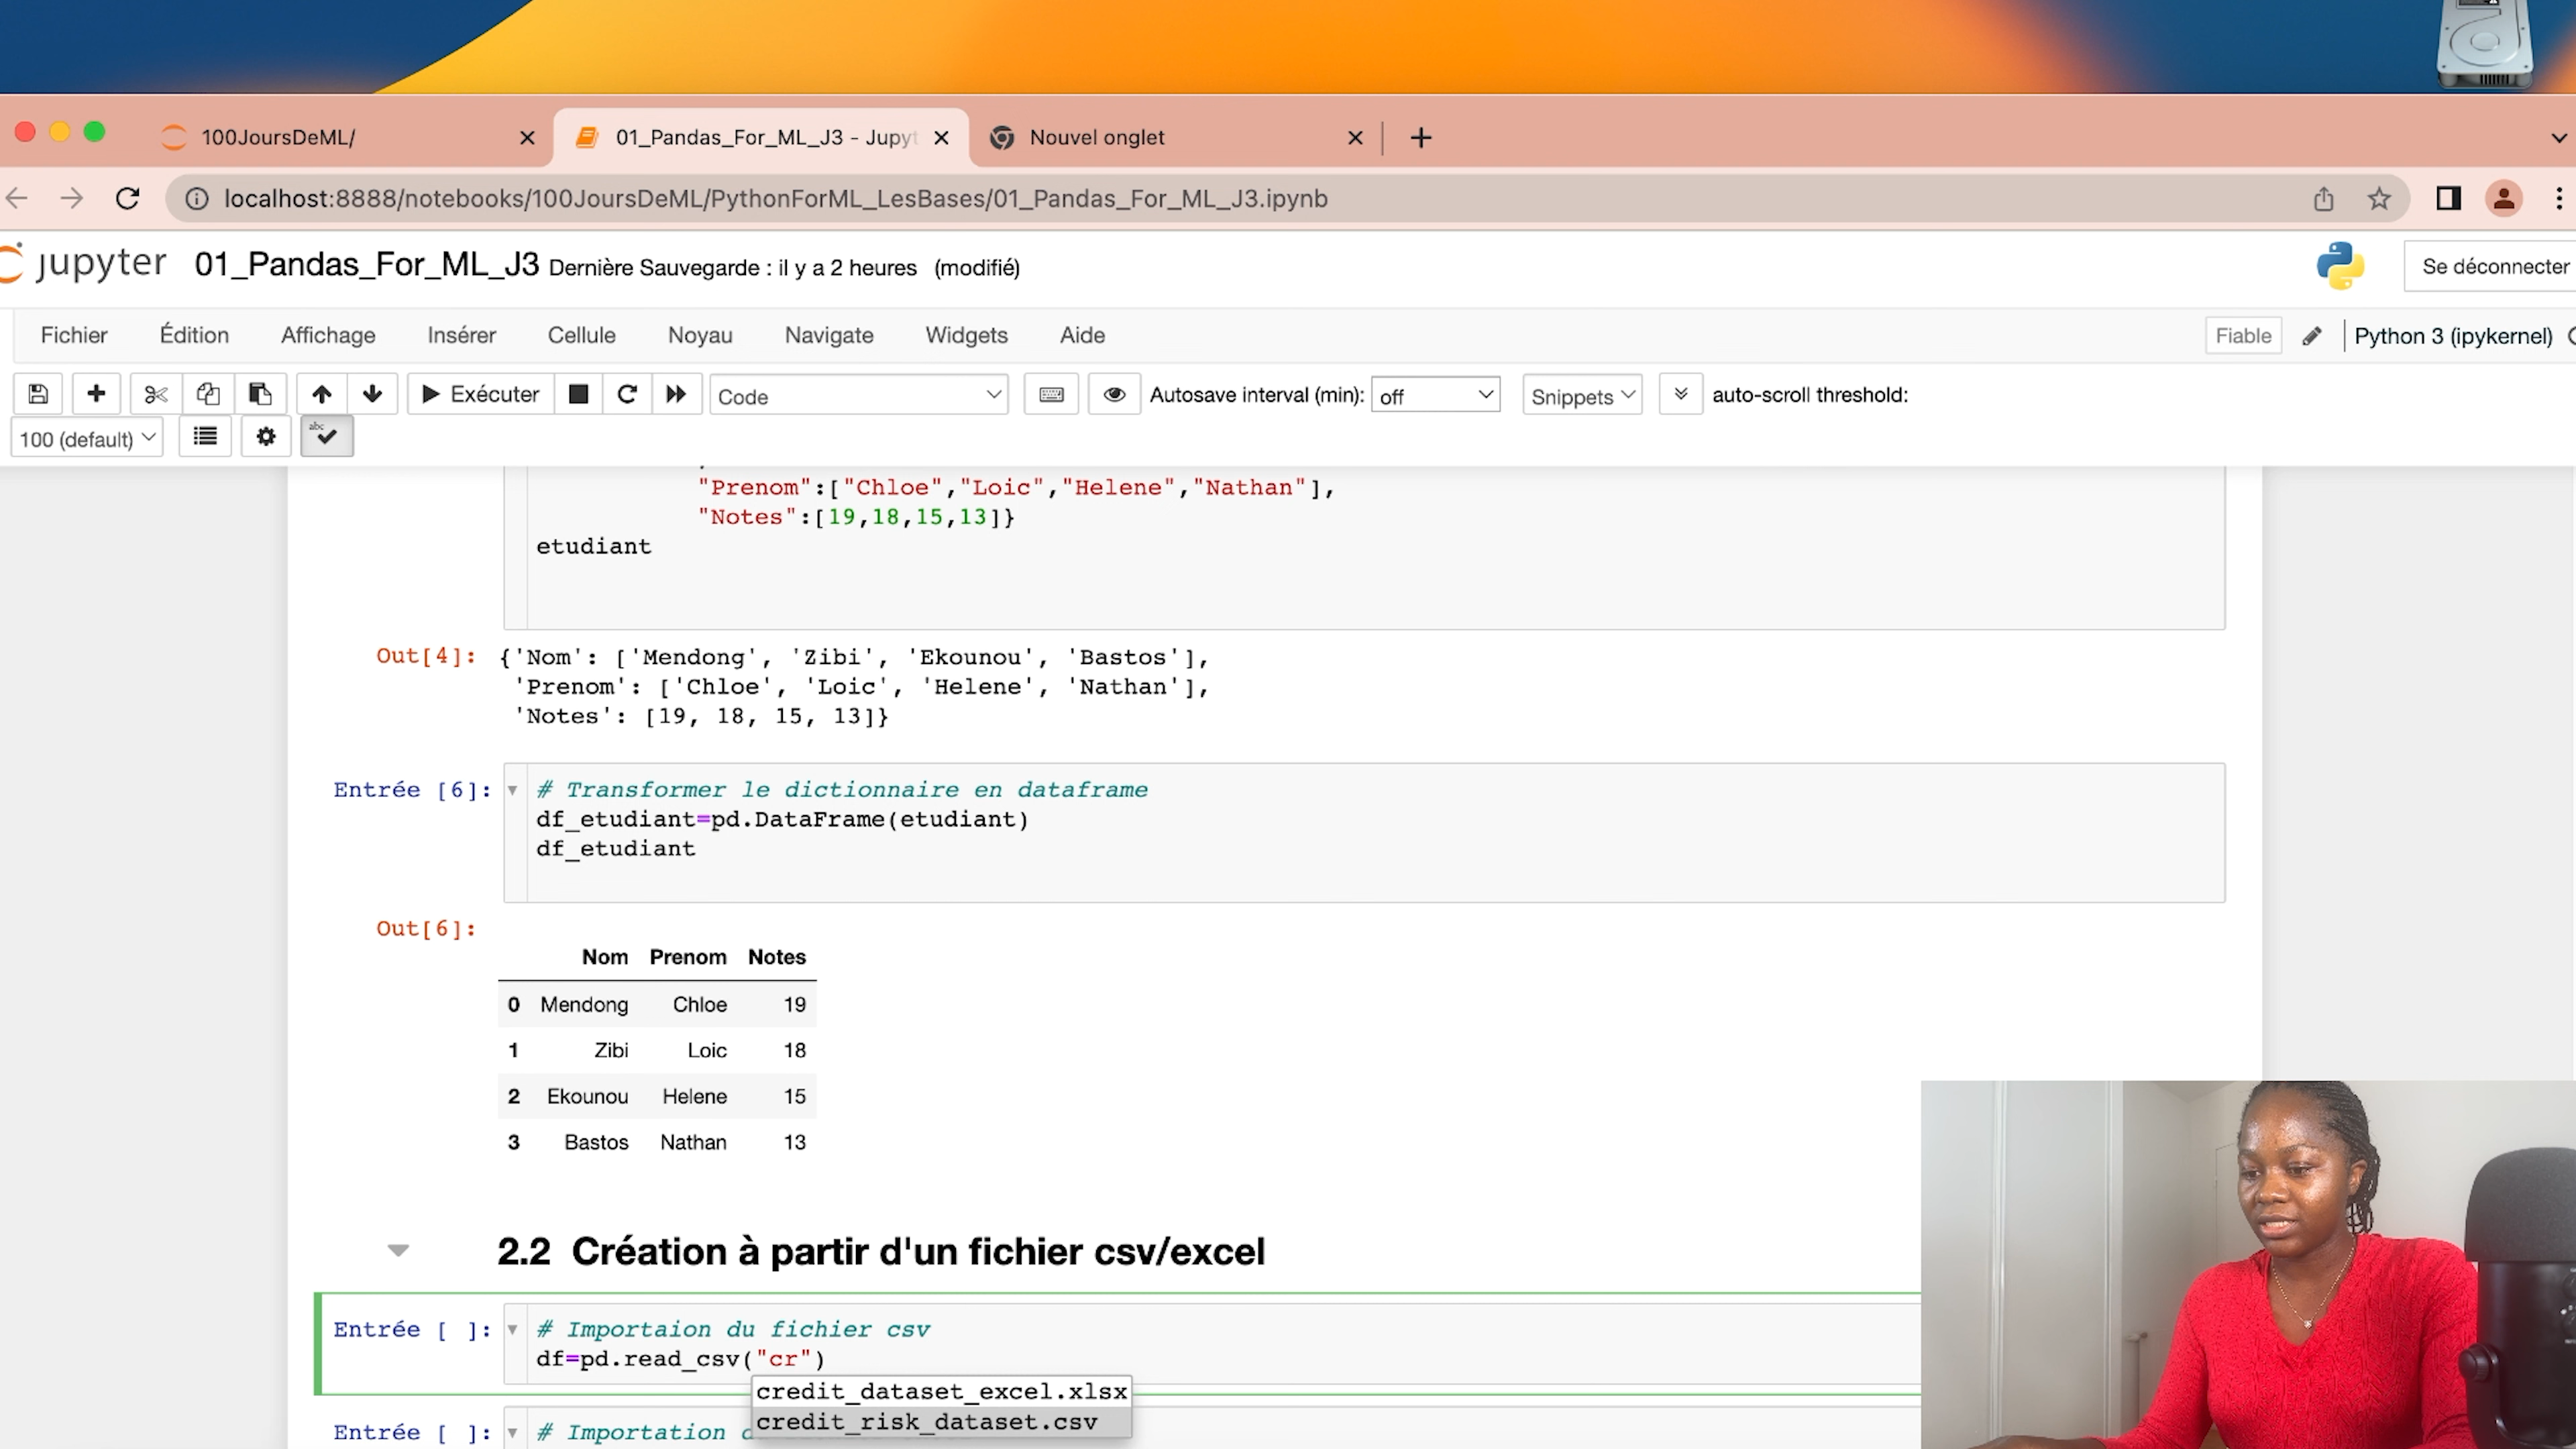 100JoursDeML/
01_Pandas_For_ML_J3 - Jupyt
Nouvel onglet
localhost:8888/notebooks/100JoursDeML/PythonForML_LesBases/01_Pandas_For_ML_J3.ipynb
jupyter 01_Pandas_For_ML_J3 Dernière Sauvegarde : il y a 2 heures (modifié)
Se déconnecter
Fichier Édition Affichage Insérer Cellule Noyau Navigate Widgets Aide
Fiable Python 3 (ipykernel)
Exécuter Code Autosave interval (min): off Snippets auto-scroll threshold:
100 (default) abc
"Prenom":["Chloe","Loic","Helene","Nathan"],
"Notes":[19,18,15,13]}
etudiant
Out[4]: {'Nom': ['Mendong', 'Zibi', 'Ekounou', 'Bastos'],
'Prenom': ['Chloe', 'Loic', 'Helene', 'Nathan'],
'Notes': [19, 18, 15, 13]}
Entrée [6]: # Transformer le dictionnaire en dataframe
df_etudiant=pd.DataFrame(etudiant)
df_etudiant
Out[6]:
Nom Prenom Notes
0 Mendong Chloe 19
1 Zibi Loic 18
2 Ekounou Helene 15
3 Bastos Nathan 13
2.2 Création à partir d'un fichier csv/excel
Entrée [ ]: # Importaion du fichier csv
df=pd.read_csv("cr")
credit_dataset_excel.xlsx
credit_risk_dataset.csv
Entrée [ ]: # Importation